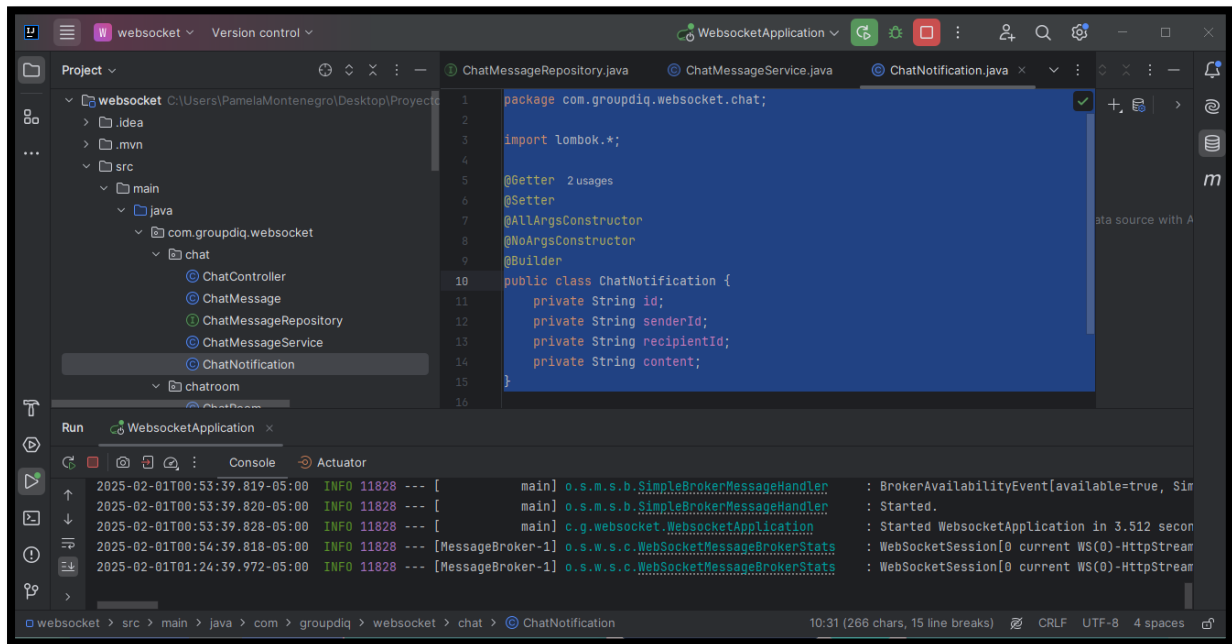 W websocket Version control WebsocketApplication
Project
ChatMessageRepository.java ChatMessageService.java ChatNotification.java
websocket C:\Users\PamelaMontenegro\Desktop\Proyecto
.idea
.mvn
src
main
java
com.groupdiq.websocket
chat
ChatController
ChatMessage
ChatMessageRepository
ChatMessageService
ChatNotification
chatroom
ChatRoom
1 package com.groupdiq.websocket.chat;
2
3 import lombok.*;
4
5 @Getter 2 usages
6 @Setter
7 @AllArgsConstructor
8 @NoArgsConstructor
9 @Builder
10 public class ChatNotification {
11 private String id;
12 private String senderId;
13 private String recipientId;
14 private String content;
15 }
16
ata source with A
m
Run WebsocketApplication
Console Actuator
2025-02-01T00:53:39.819-05:00 INFO 11828 --- [ main] o.s.m.s.b.SimpleBrokerMessageHandler : BrokerAvailabilityEvent[available=true, Sim
2025-02-01T00:53:39.820-05:00 INFO 11828 --- [ main] o.s.m.s.b.SimpleBrokerMessageHandler : Started.
2025-02-01T00:53:39.828-05:00 INFO 11828 --- [ main] c.g.websocket.WebsocketApplication : Started WebsocketApplication in 3.512 secon
2025-02-01T00:54:39.818-05:00 INFO 11828 --- [MessageBroker-1] o.s.w.s.c.WebSocketMessageBrokerStats : WebSocketSession[0 current WS(0)-HttpStream
2025-02-01T01:24:39.972-05:00 INFO 11828 --- [MessageBroker-1] o.s.w.s.c.WebSocketMessageBrokerStats : WebSocketSession[0 current WS(0)-HttpStream
websocket > src > main > java > com > groupdiq > websocket > chat > ChatNotification 10:31 (266 chars, 15 line breaks) CRLF UTF-8 4 spaces